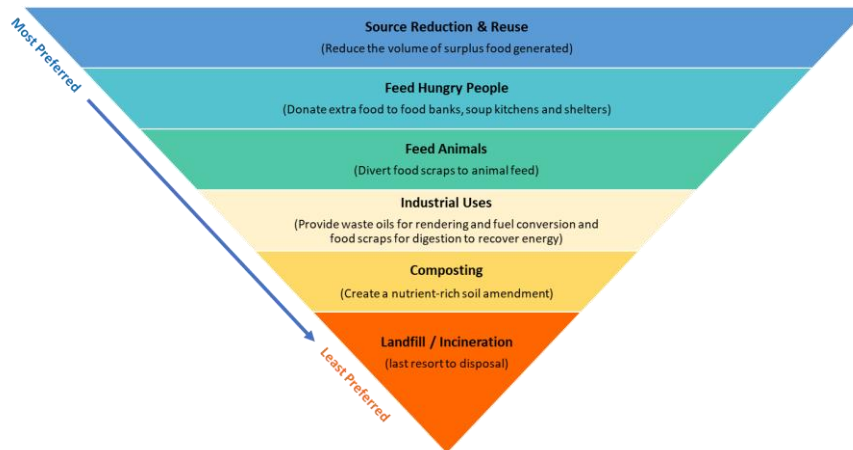 Most Preferred
Source Reduction & Reuse
(Reduce the volume of surplus food generated)
Feed Hungry People
(Donate extra food to food banks, soup kitchens and shelters)
Feed Animals
(Divert food scraps to animal feed)
Industrial Uses
(Provide waste oils for rendering and fuel conversion and
food scraps for digestion to recover energy)
Composting
(Create a nutrient-rich soil amendment)
Landfill / Incineration
(last resort to disposal)
Least Preferred